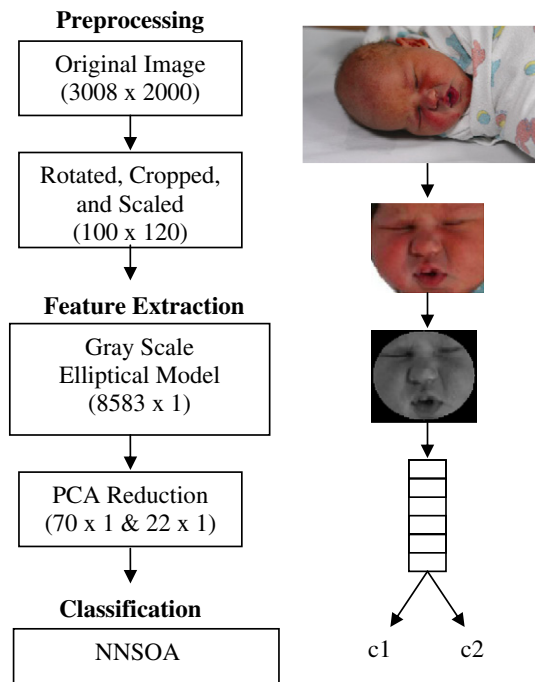 Preprocessing
Original Image
(3008 x 2000)
Rotated, Cropped,
and Scaled
(100 x 120)
Feature Extraction
Gray Scale
Elliptical Model
(8583 x 1)
PCA Reduction
(70 x 1 & 22 x 1)
Classification
NNSOA
c1
c2